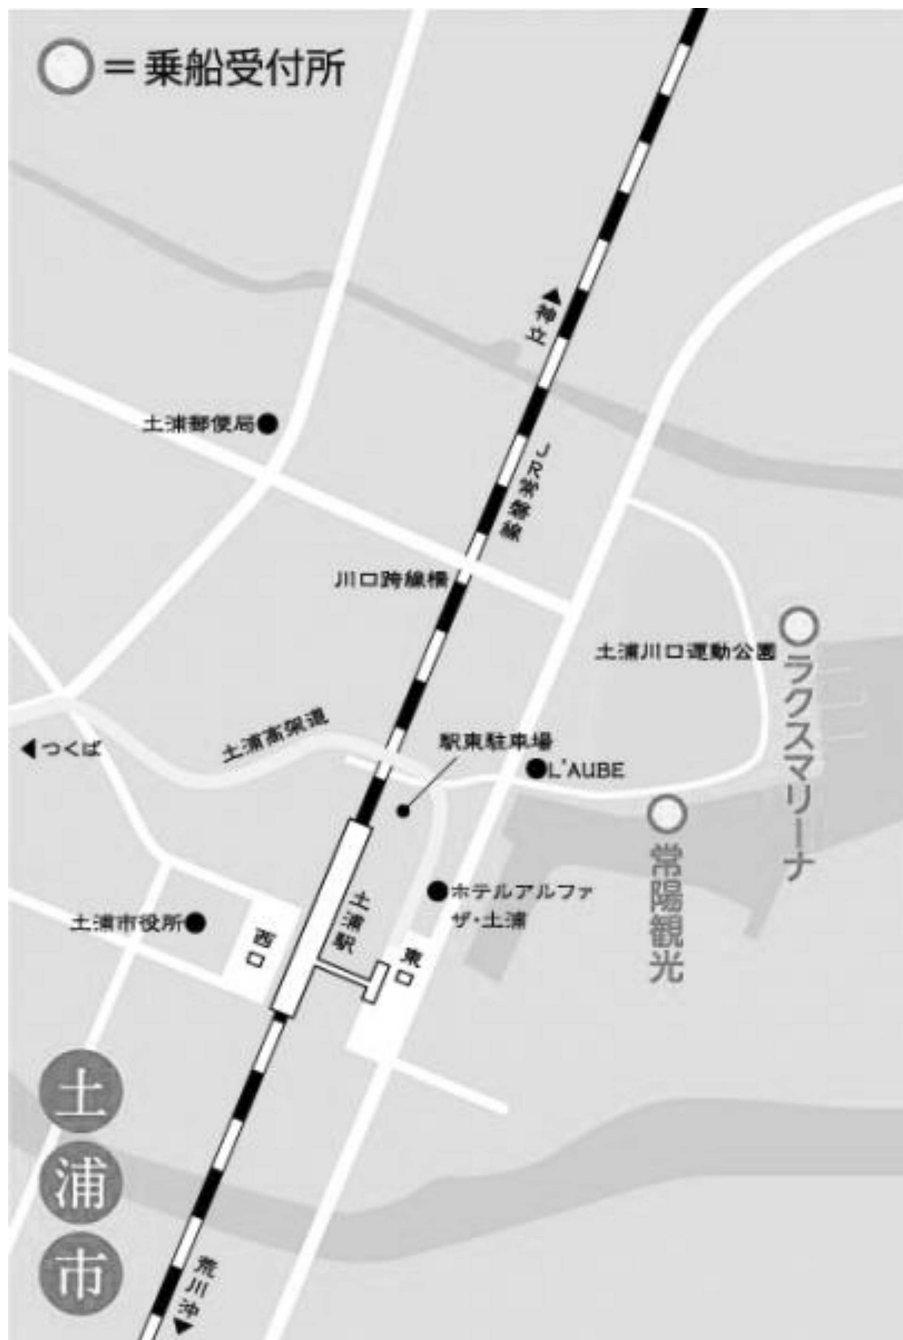 ＝乗船受付所
神立
土浦郵便局
JR常磐線
川口跨線橋
土浦川口運動公園
ラクスマリーナ
土浦高架道
駅東駐車場
つくば
L'AUBE
常陽観光
ホテルアルファ
ザ・土浦
土浦駅
土浦市役所
西口
東口
土浦市
荒川沖